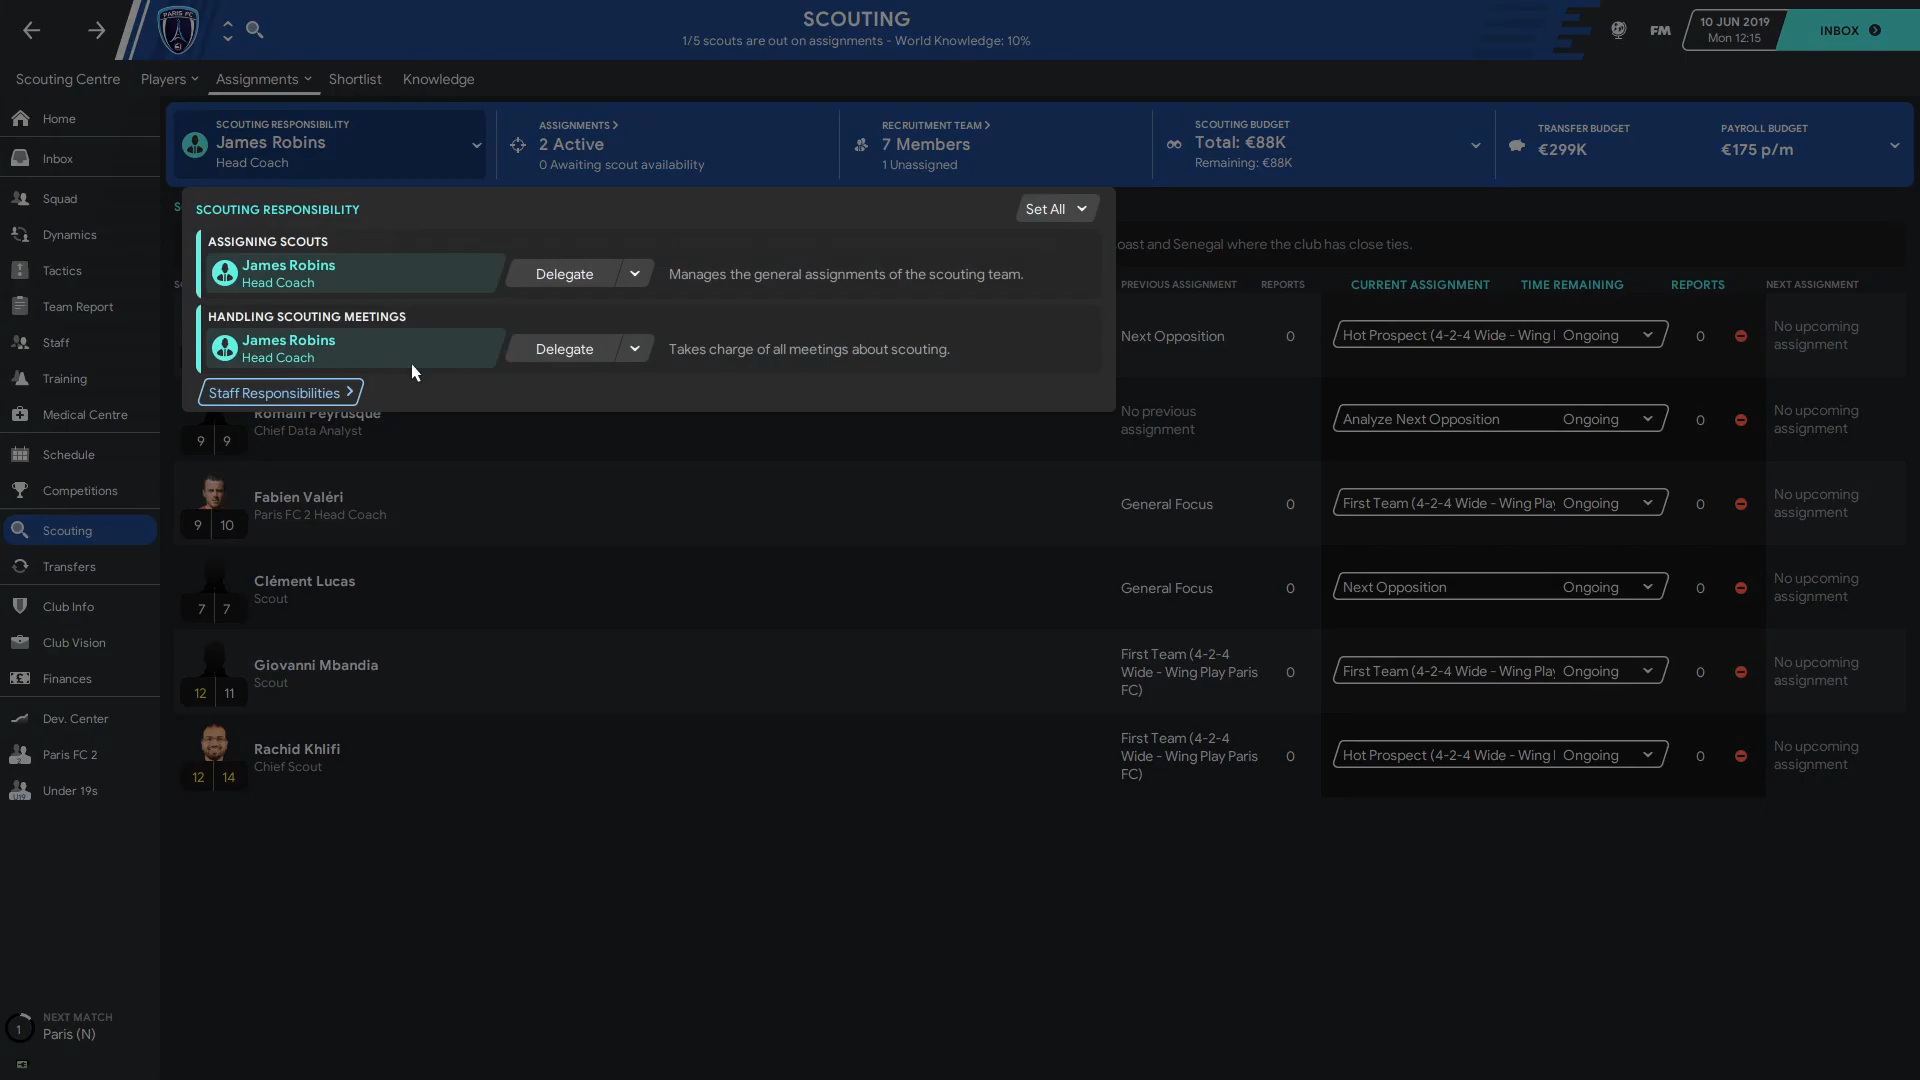 PARIS FC
SCOUTING
1/5 scouts are out on assignments - World Knowledge: 10%
FM
10 JUN 2019
Mon 12:15
INBOX
Scouting Centre
Players
Assignments
Shortlist
Knowledge
Home
Inbox
Squad
Dynamics
Tactics
Team Report
Staff
Training
Medical Centre
Schedule
Competitions
Scouting
Transfers
Club Info
Club Vision
Finances
Dev. Center
Paris FC 2
Under 19s
NEXT MATCH
1
Paris (N)
SCOUTING RESPONSIBILITY
James Robins
Head Coach
ASSIGNMENTS >
2 Active
0 Awaiting scout availability
RECRUITMENT TEAM >
7 Members
1 Unassigned
SCOUTING BUDGET
Total: €88K
Remaining: €88K
TRANSFER BUDGET
€299K
PAYROLL BUDGET
€175 p/m
SCOUTING RESPONSIBILITY
Set All
ASSIGNING SCOUTS
James Robins
Head Coach
Delegate
Manages the general assignments of the scouting team.
HANDLING SCOUTING MEETINGS
James Robins
Head Coach
Delegate
Takes charge of all meetings about scouting.
Staff Responsibilities >
oast and Senegal where the club has close ties.
PREVIOUS ASSIGNMENT REPORTS CURRENT ASSIGNMENT TIME REMAINING REPORTS NEXT ASSIGNMENT
Next Opposition 0 Hot Prospect (4-2-4 Wide - Wing Ongoing 0
No upcoming
assignment
Romain Peyrusque
Chief Data Analyst
9 9
No previous
assignment
Analyze Next Opposition Ongoing 0
No upcoming
assignment
Fabien Valéri
Paris FC 2 Head Coach
9 10
General Focus 0 First Team (4-2-4 Wide - Wing Play Ongoing 0
No upcoming
assignment
Clément Lucas
Scout
7 7
General Focus 0 Next Opposition Ongoing 0
No upcoming
assignment
Giovanni Mbandia
Scout
12 11
First Team (4-2-4
Wide - Wing Play Paris
FC)
0 First Team (4-2-4 Wide - Wing Play Ongoing 0
No upcoming
assignment
Rachid Khlifi
Chief Scout
12 14
First Team (4-2-4
Wide - Wing Play Paris
FC)
0 Hot Prospect (4-2-4 Wide - Wing Ongoing 0
No upcoming
assignment